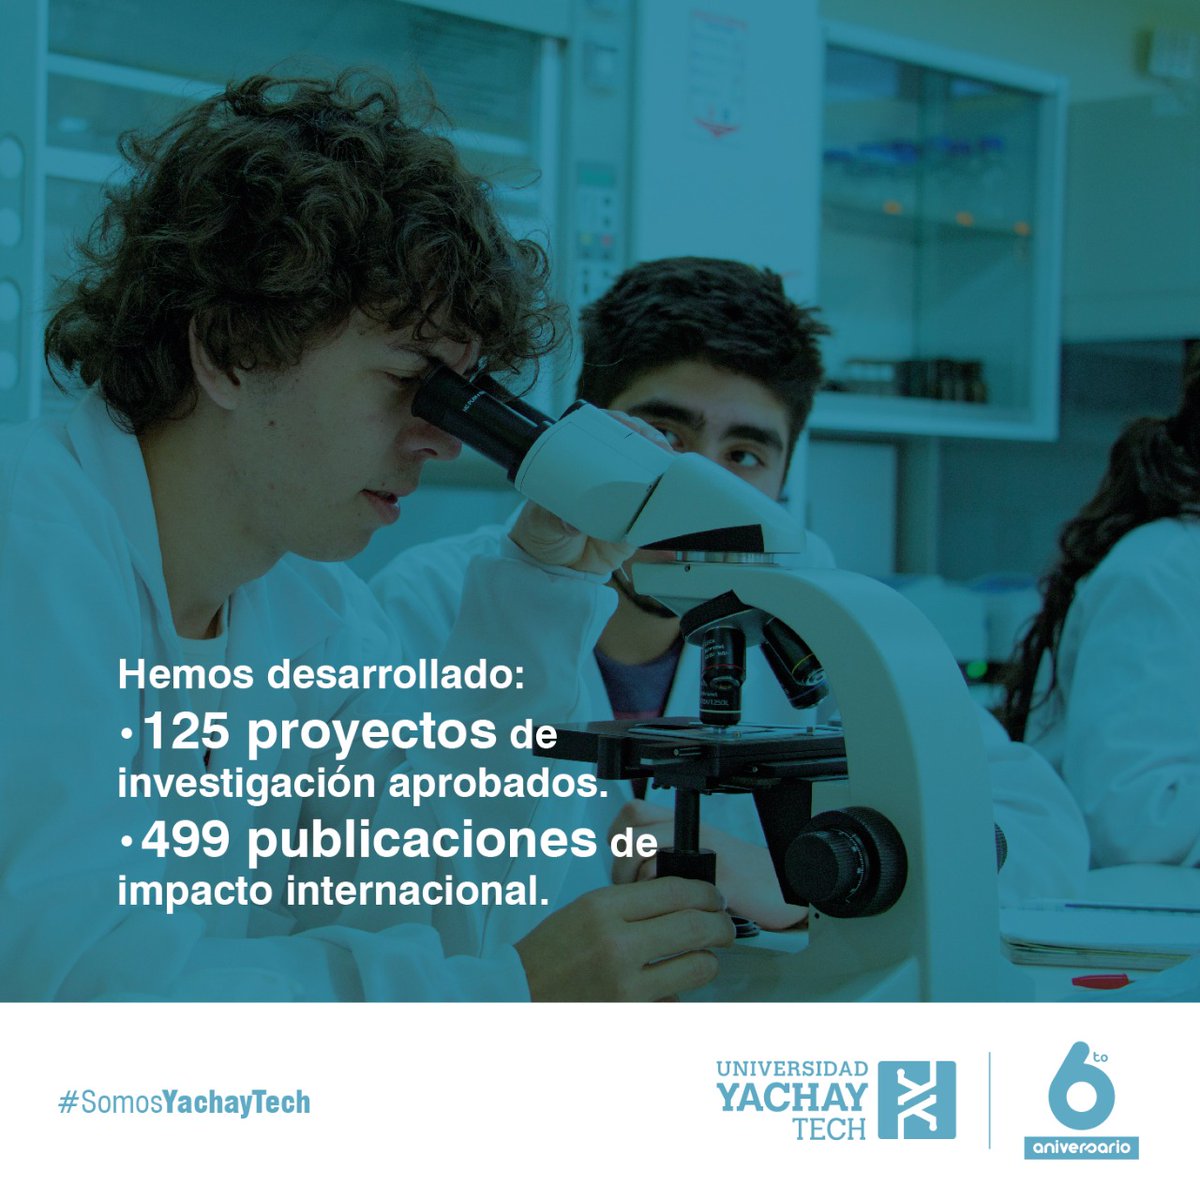 Hemos desarrollado:
• 125 proyectos de
investigación aprobados.
• 499 publicaciones de
impacto internacional.
#SomosYachayTech
UNIVERSIDAD
YACHAY
TECH
6to
aniversario